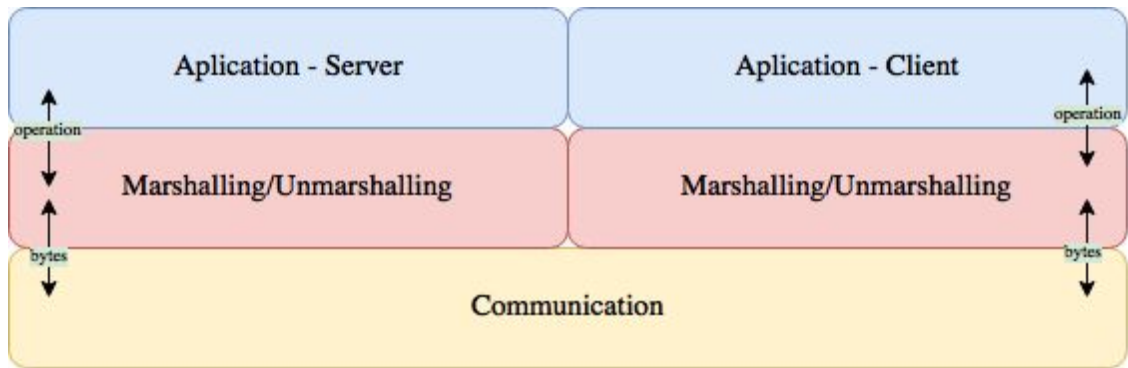 Aplication - Server
Aplication - Client
operation
operation
Marshalling/Unmarshalling
Marshalling/Unmarshalling
bytes
bytes
Communication